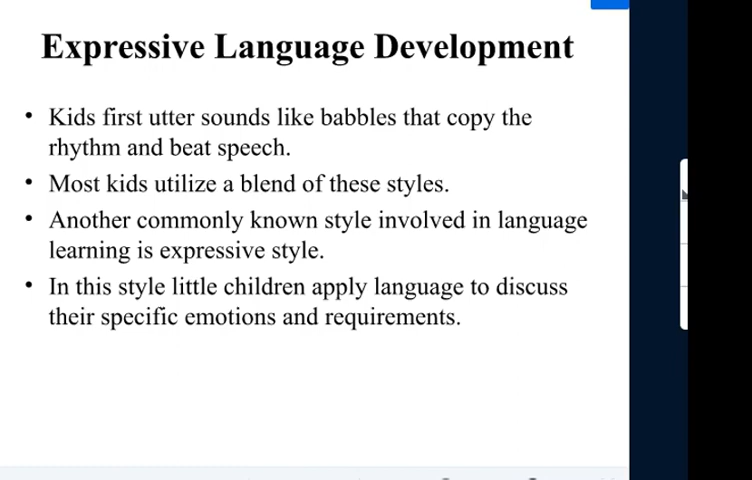 Expressive Language Development
• Kids first utter sounds like babbles that copy the
rhythm and beat speech.
• Most kids utilize a blend of these styles.
• Another commonly known style involved in language
learning is expressive style.
• In this style little children apply language to discuss
their specific emotions and requirements.